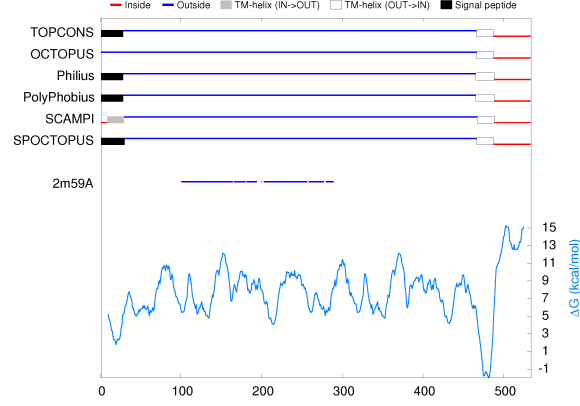 Inside Outside TM-helix (IN->OUT) TM-helix (OUT->IN) Signal peptide
TOPCONS
OCTOPUS
Philius
PolyPhobius
SCAMPI
SPOCTOPUS
2m59A
15
13
11
9
7
5
3
1
-1
ΔG (kcal/mol)
0 100 200 300 400 500